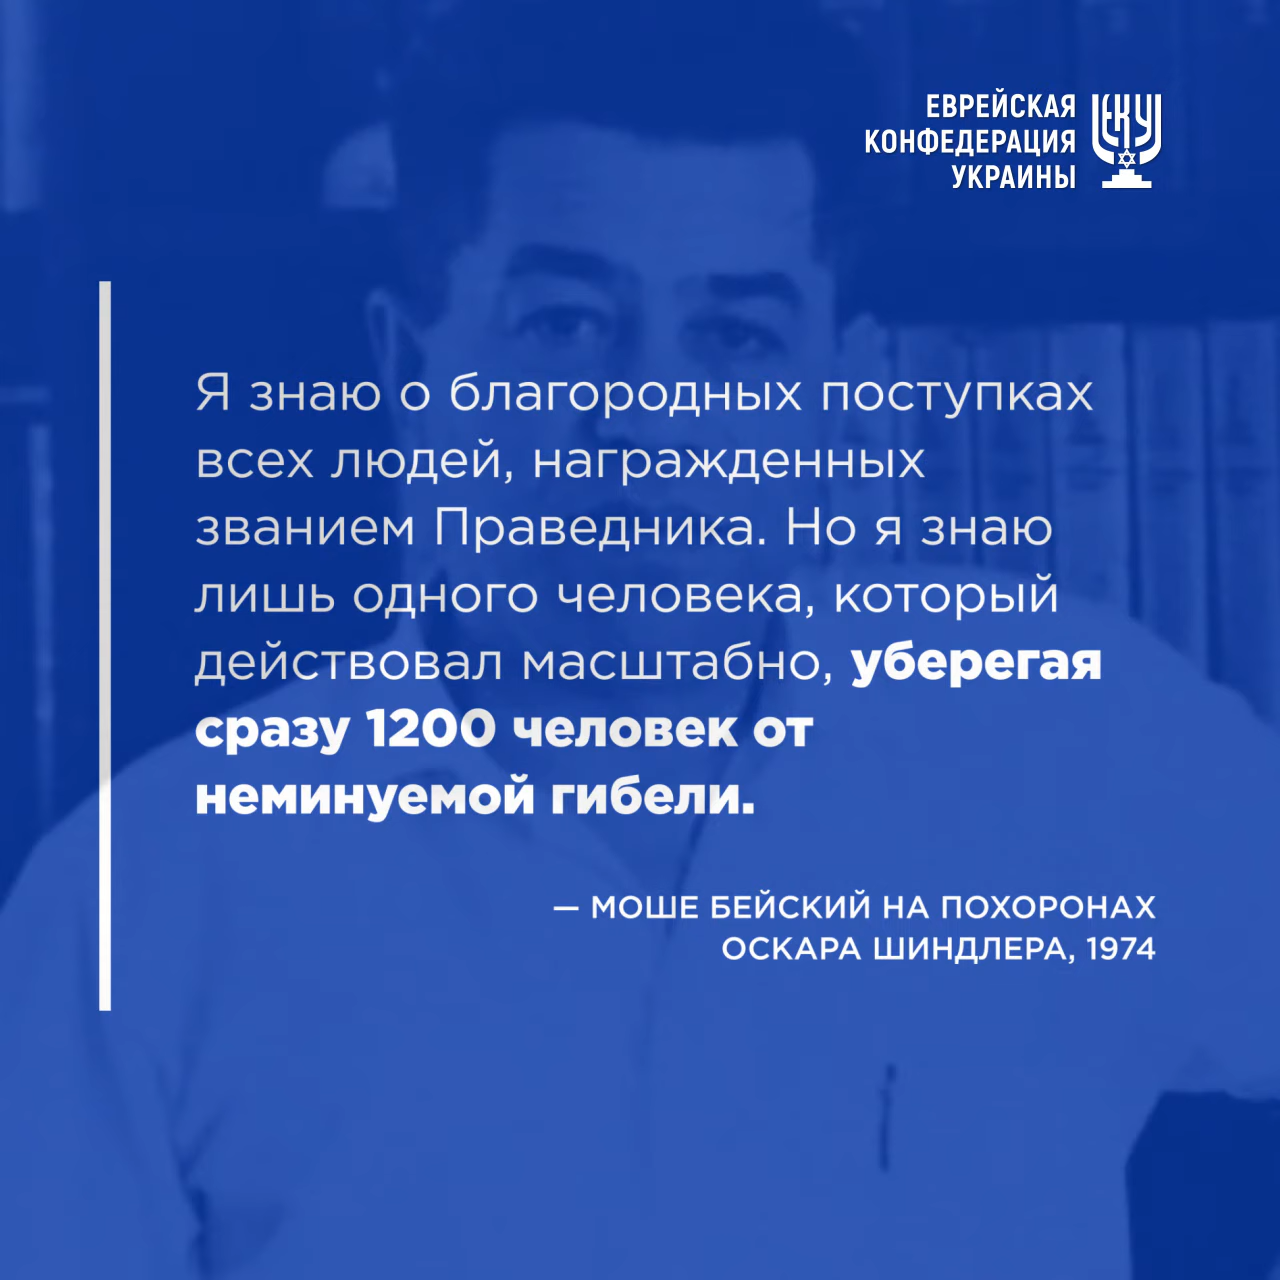 ЕВРЕЙСКАЯ
КОНФЕДЕРАЦИЯ
УКРАИНЫ
ЕКУ
Я знаю о благородных поступках
всех людей, награжденных
званием Праведника. Но я знаю
лишь одного человека, который
действовал масштабно, уберегая
сразу 1200 человек от
неминуемой гибели.
— МОШЕ БЕЙСКИЙ НА ПОХОРОНАХ
ОСКАРА ШИНДЛЕРА, 1974